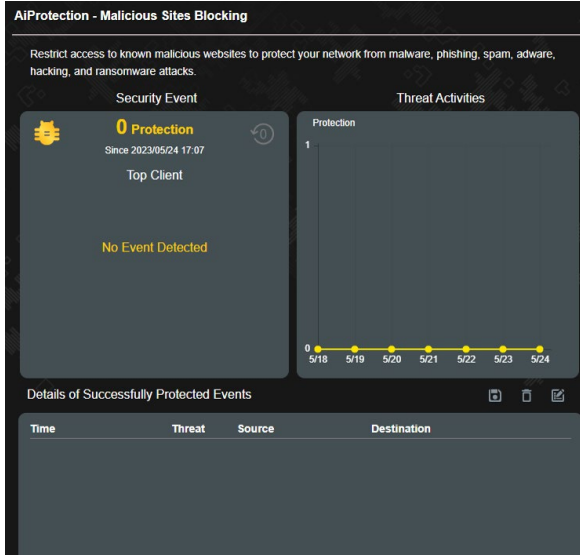 AiProtection - Malicious Sites Blocking
Restrict access to known malicious websites to protect your network from malware, phishing, spam, adware,
hacking, and ransomware attacks.
Security Event
Threat Activities
0 Protection
Since 2023/05/24 17:07
0
Top Client
No Event Detected
Protection
1
0
5/18 5/19 5/20 5/21 5/22 5/23 5/24
Details of Successfully Protected Events
Time Threat Source Destination